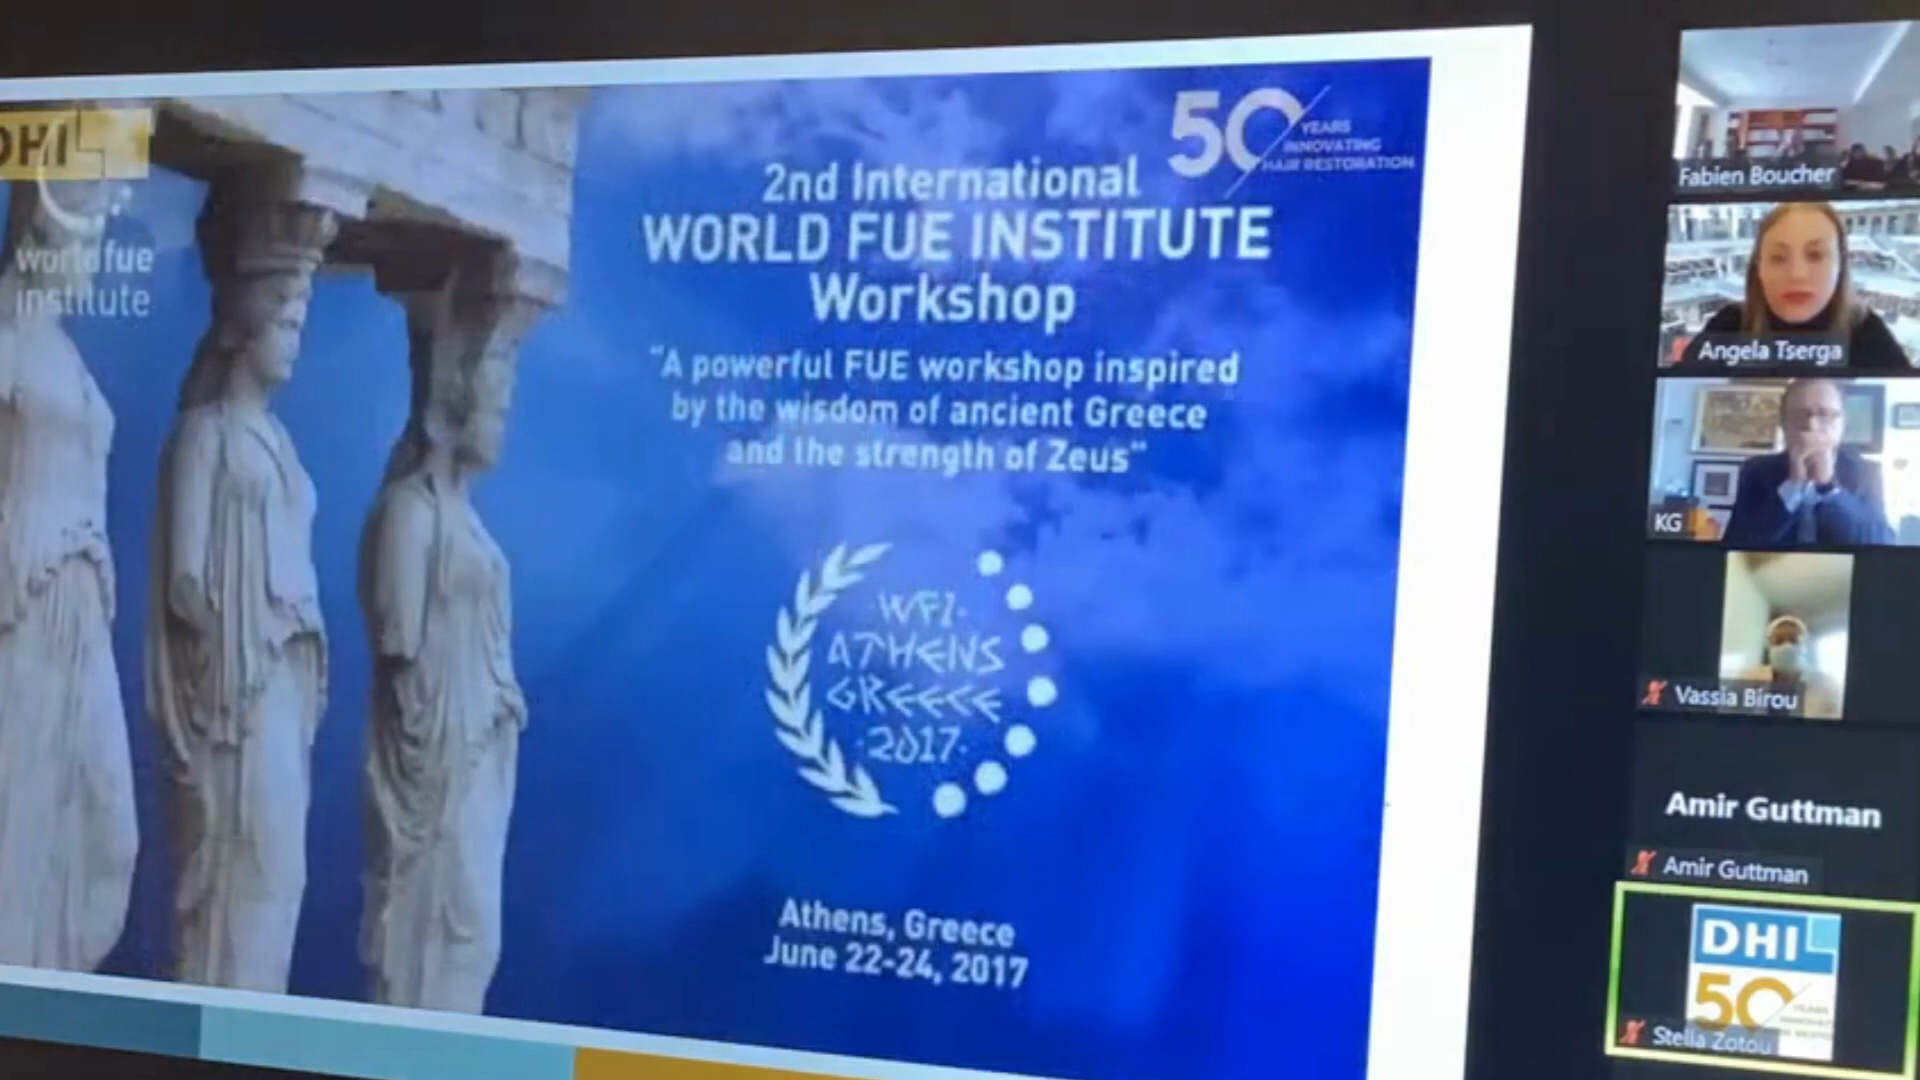 DHI
world fue
institute
50
YEARS
INNOVATING
HAIR RESTORATION
2nd International
WORLD FUE INSTITUTE
Workshop
"A powerful FUE workshop inspired
by the wisdom of ancient Greece
and the strength of Zeus"
·WFI·
ATHENS
GREECE
·2017·
Athens, Greece
June 22-24, 2017
Fabien Boucher
Angela Tserga
KG
Vassia Birou
Amir Guttman
Amir Guttman
DHI
50
YEARS
Stella Zotou